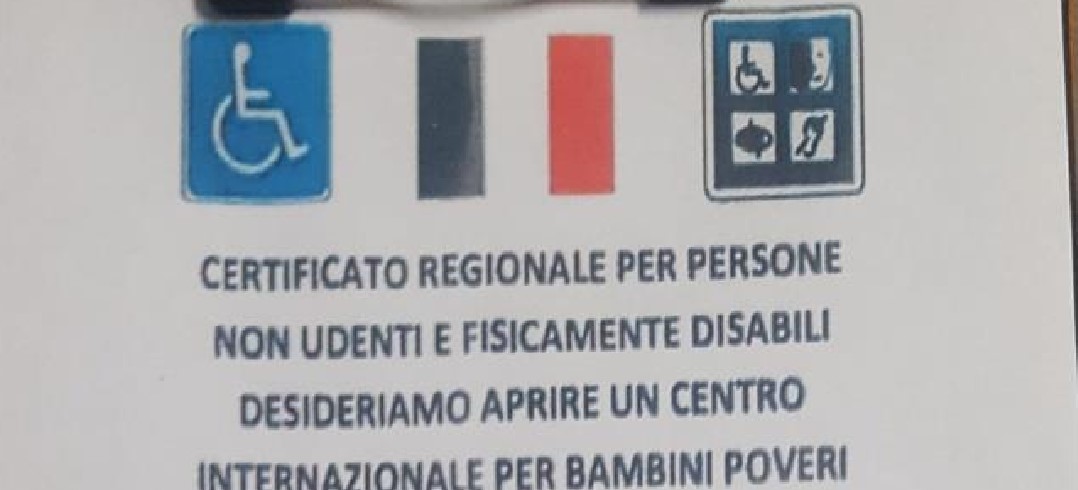 CERTIFICATO REGIONALE PER PERSONE
NON UDENTI E FISICAMENTE DISABILI
DESIDERIAMO APRIRE UN CENTRO
INTERNAZIONALE PER BAMBINI POVERI